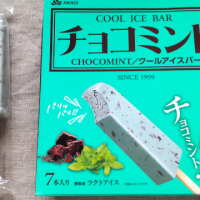 AKAGI
COOL ICE BAR
チョコミント
CHOCOMINT/クールアイスバー
SINCE 1999
パリッ
パリッ!
チョコミント
7本入り
ラクトアイス